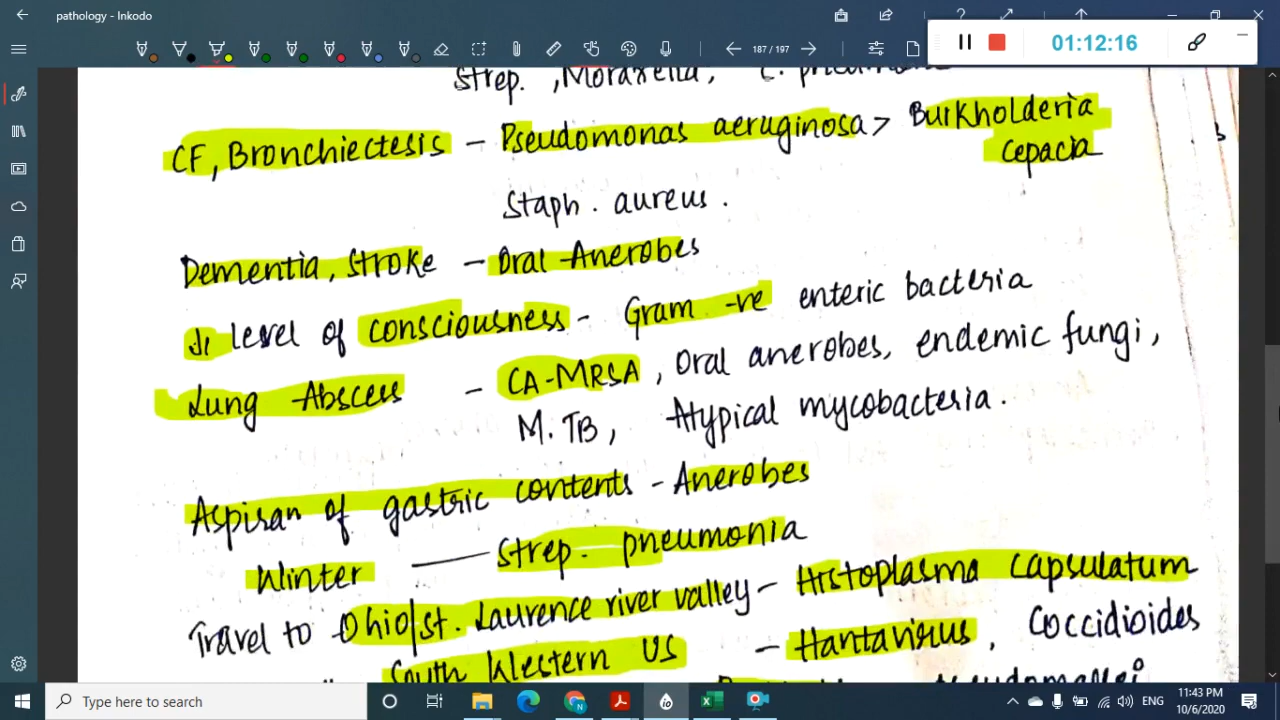 pathology - Inkodo
187 / 197
01:12:16
Strep. , Moraxella, C. pneumoni
CF, Bronchiectesis - Pseudomonas aeruginosa > Burkholderia
cepacia
Staph. aureus.
Dementia, Stroke - Oral Anerobes
level of consciousness - Gram -ve enteric bacteria
Lung Abscess - CA-MRSA, Oral anerobes, endemic fungi,
M. TB, Atypical mycobacteria.
of gastric contents - Anerobes
Winter — Strep. pneumonia
Travel to Ohio/st. Laurence river valley - Histoplasma capsulatum
South Western US - Hantavirus, Coccidioides
pseudomallei
Type here to search
ENG
11:43 PM
10/6/2020